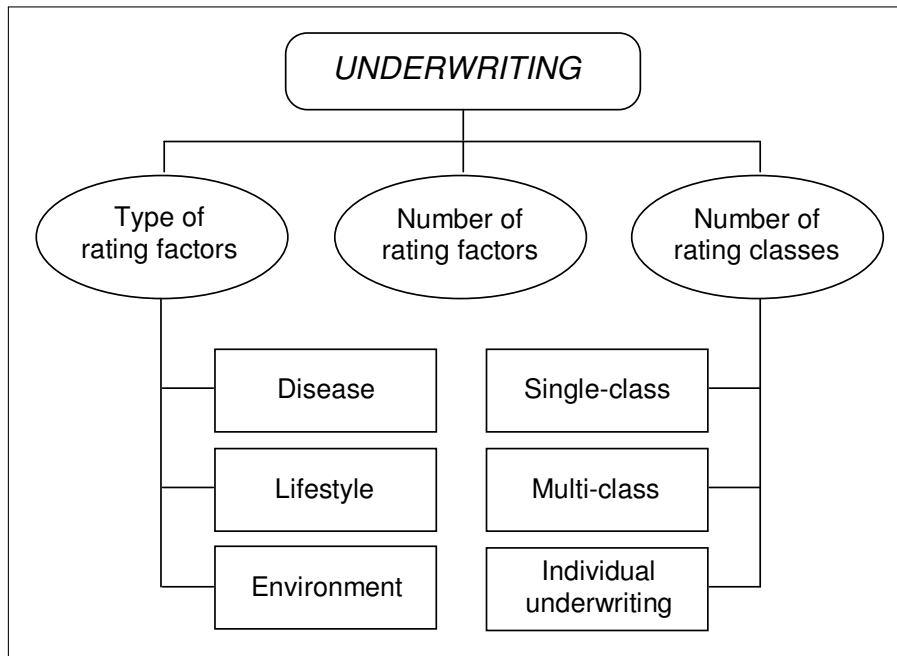 UNDERWRITING
Type of
rating factors
Number of
rating factors
Number of
rating classes
Disease
Single-class
Lifestyle
Multi-class
Environment
Individual
underwriting